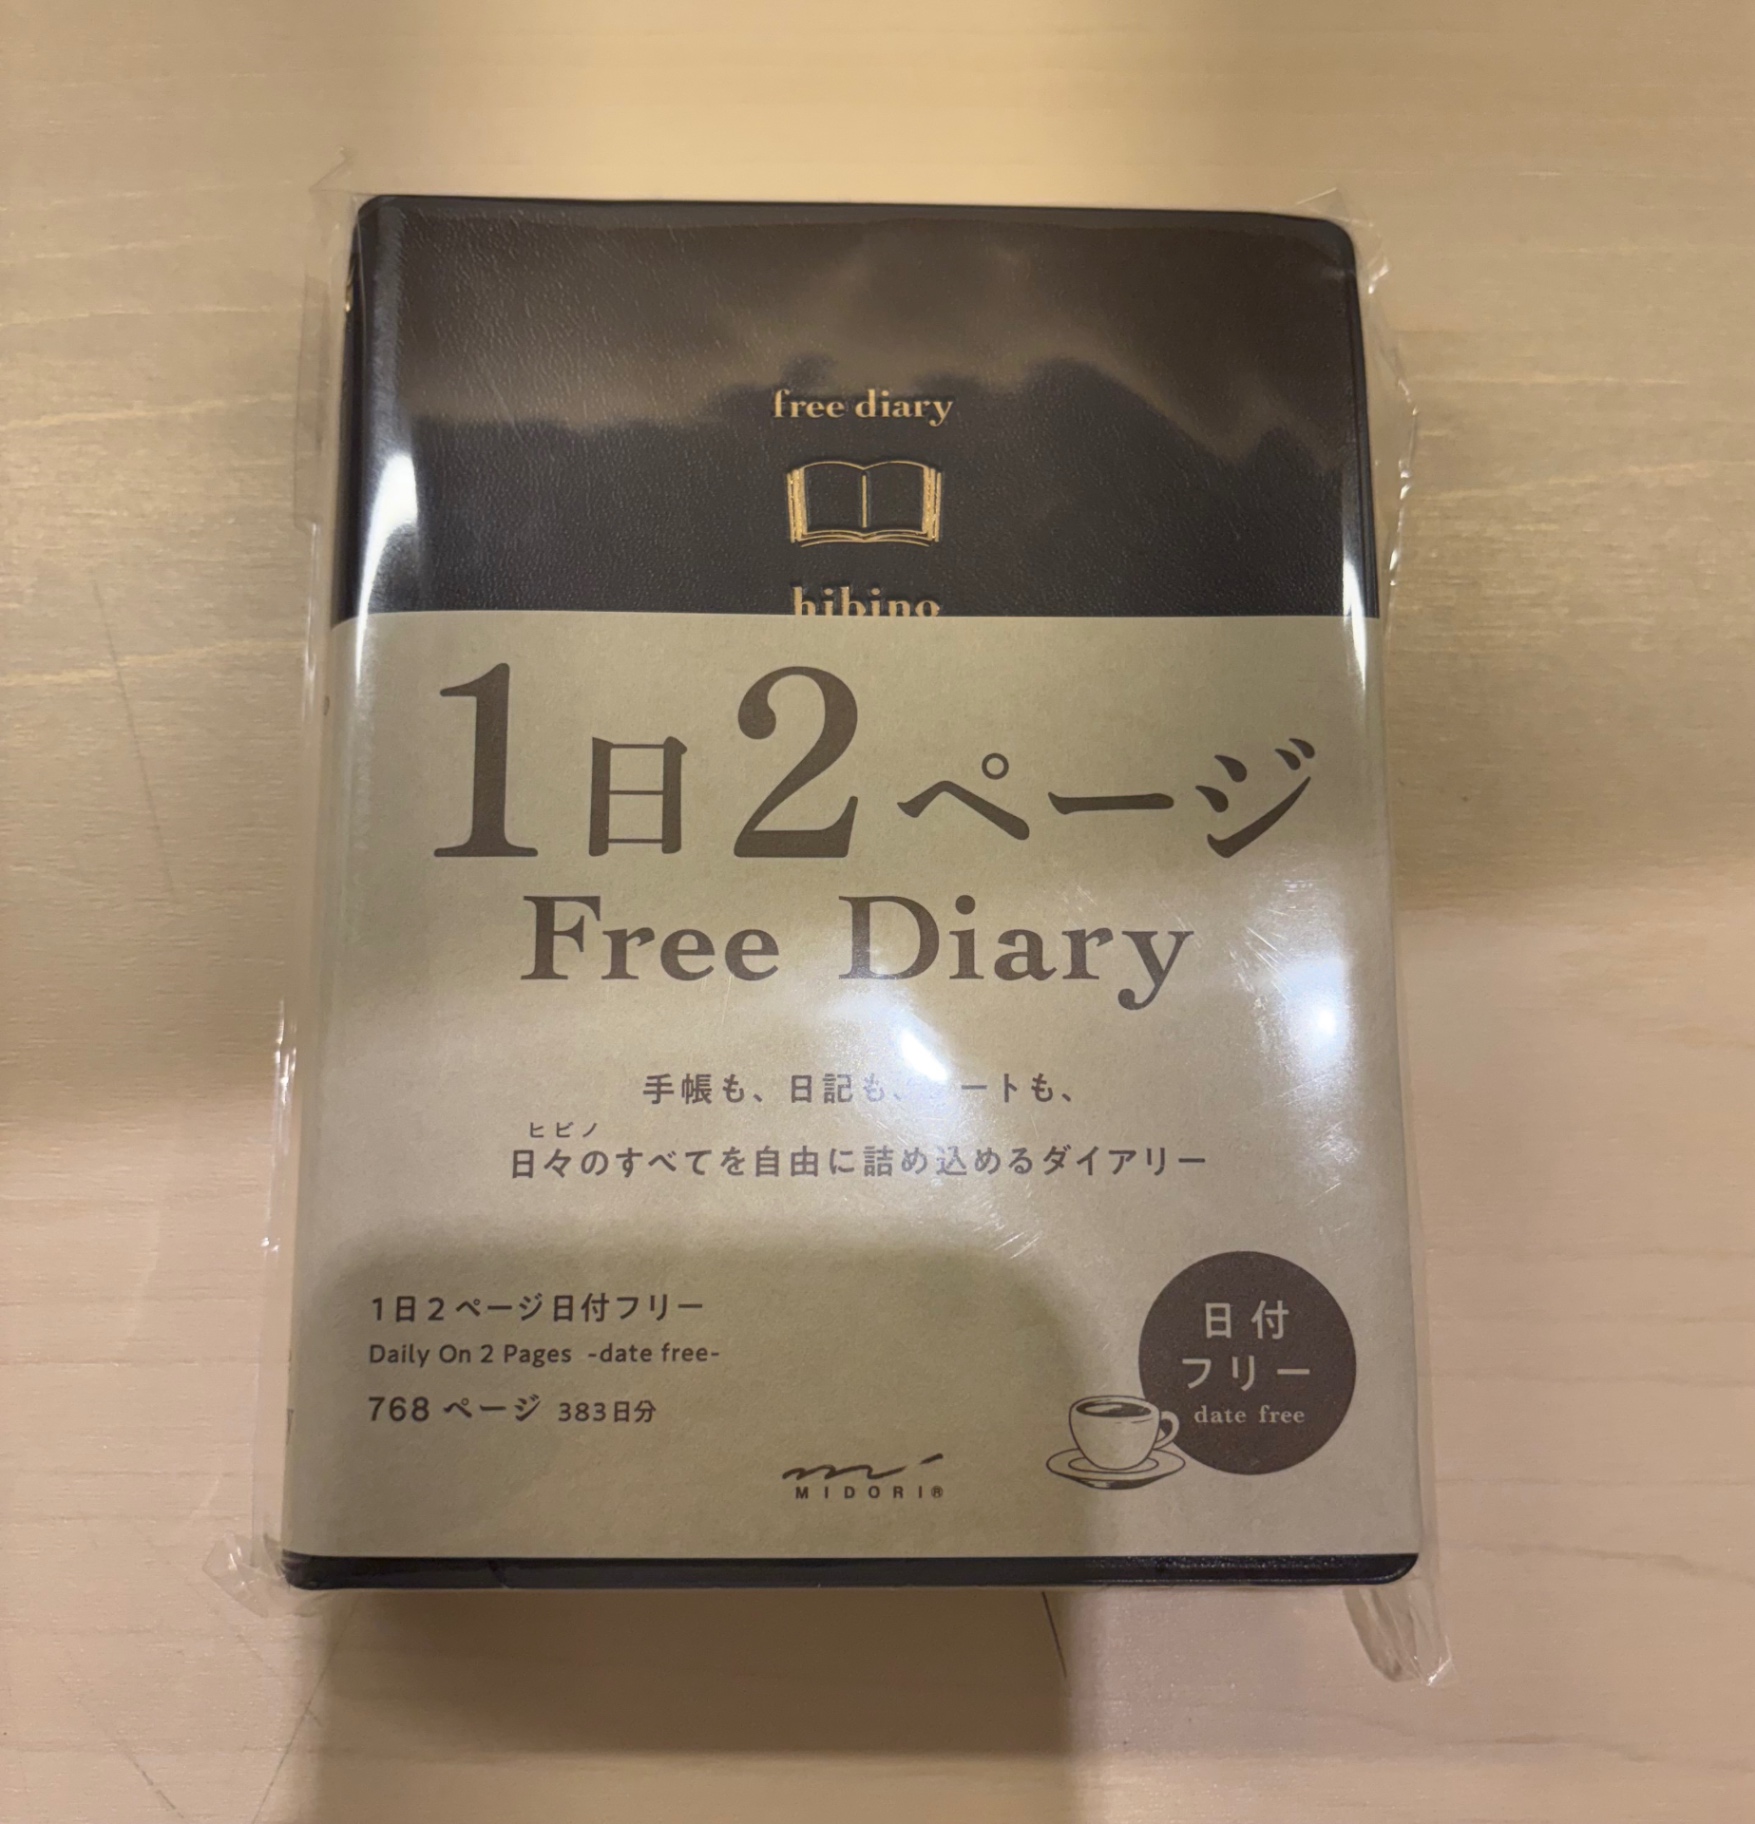 free diary
hibino
1日2ページ
Free Diary
手帳も、日記も、ートも、
ヒビノ
日々のすべてを自由に詰め込めるダイアリー
1日2ページ日付フリー
Daily On 2 Pages -date free-
768 ページ 383日分
日付
フリー
date free
MIDORI®